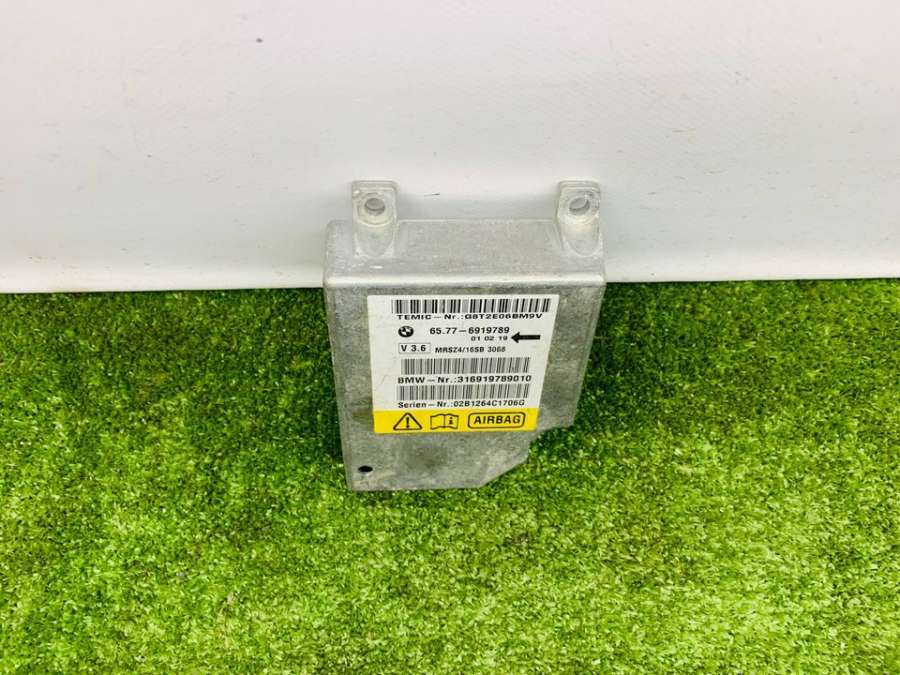 TEMIC-Nr.:G8T2E06BM9V
65.77-6919789
01 02 19
V 3.6 MRSZ4/16SB 3068
BMW-Nr.:316919789010
Serien-Nr.:02B1264C1706G
AIRBAG